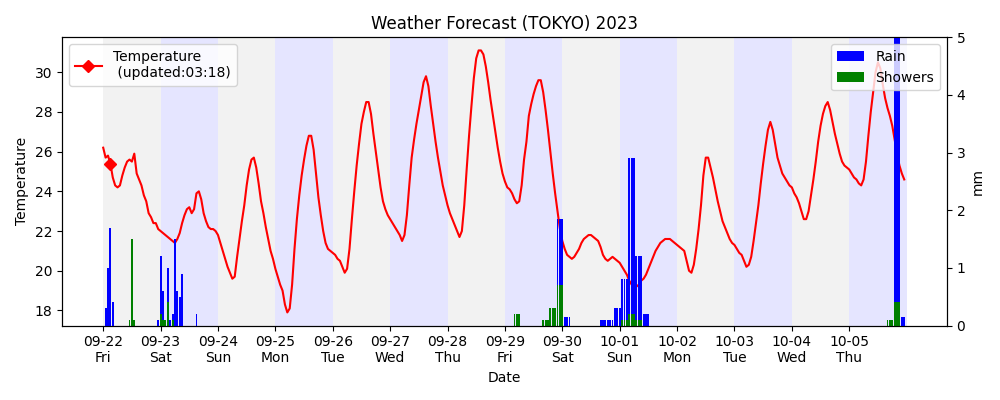 Weather Forecast (TOKYO) 2023
Temperature
(updated:03:18)
Rain
Showers
Temperature
30
28
26
24
22
20
18
5
4
3
2
1
0
mm
09-22 09-23 09-24 09-25 09-26 09-27 09-28 09-29 09-30 10-01 10-02 10-03 10-04 10-05
Fri Sat Sun Mon Tue Wed Thu Fri Sat Sun Mon Tue Wed Thu
Date